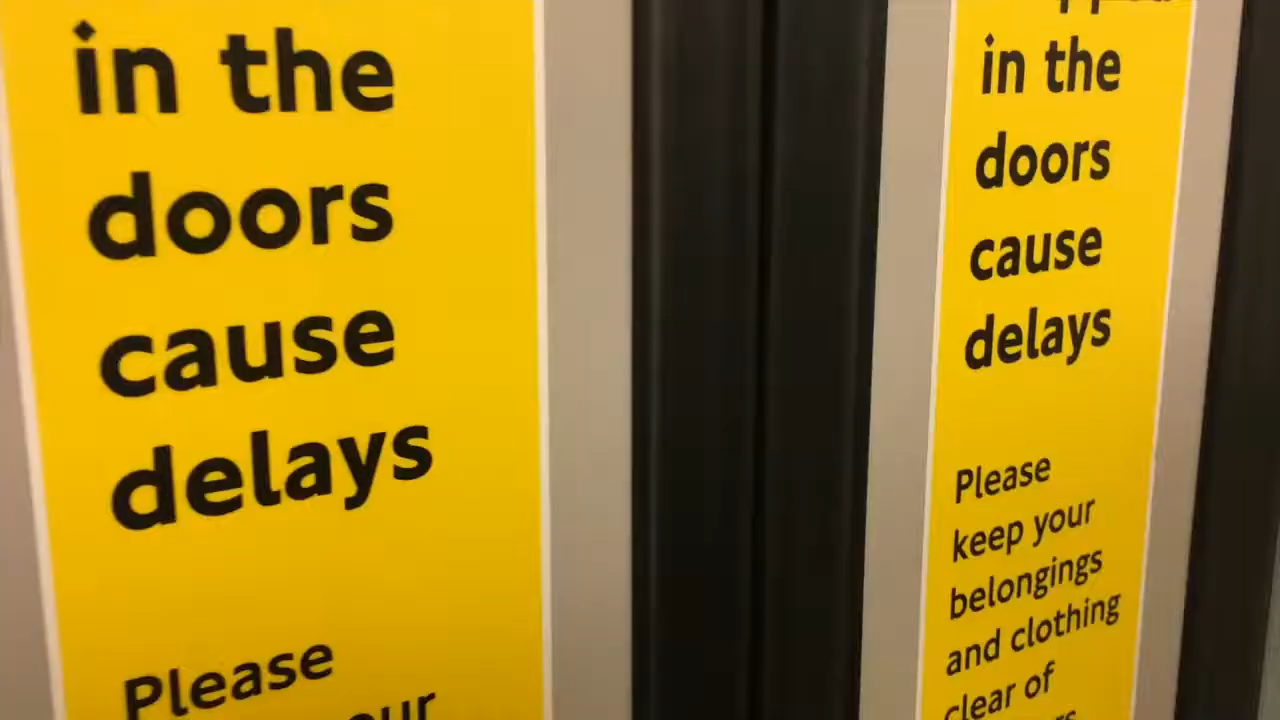 in the
doors
cause
delays
Please
in the
doors
cause
delays
Please
keep your
belongings
and clothing
clear of